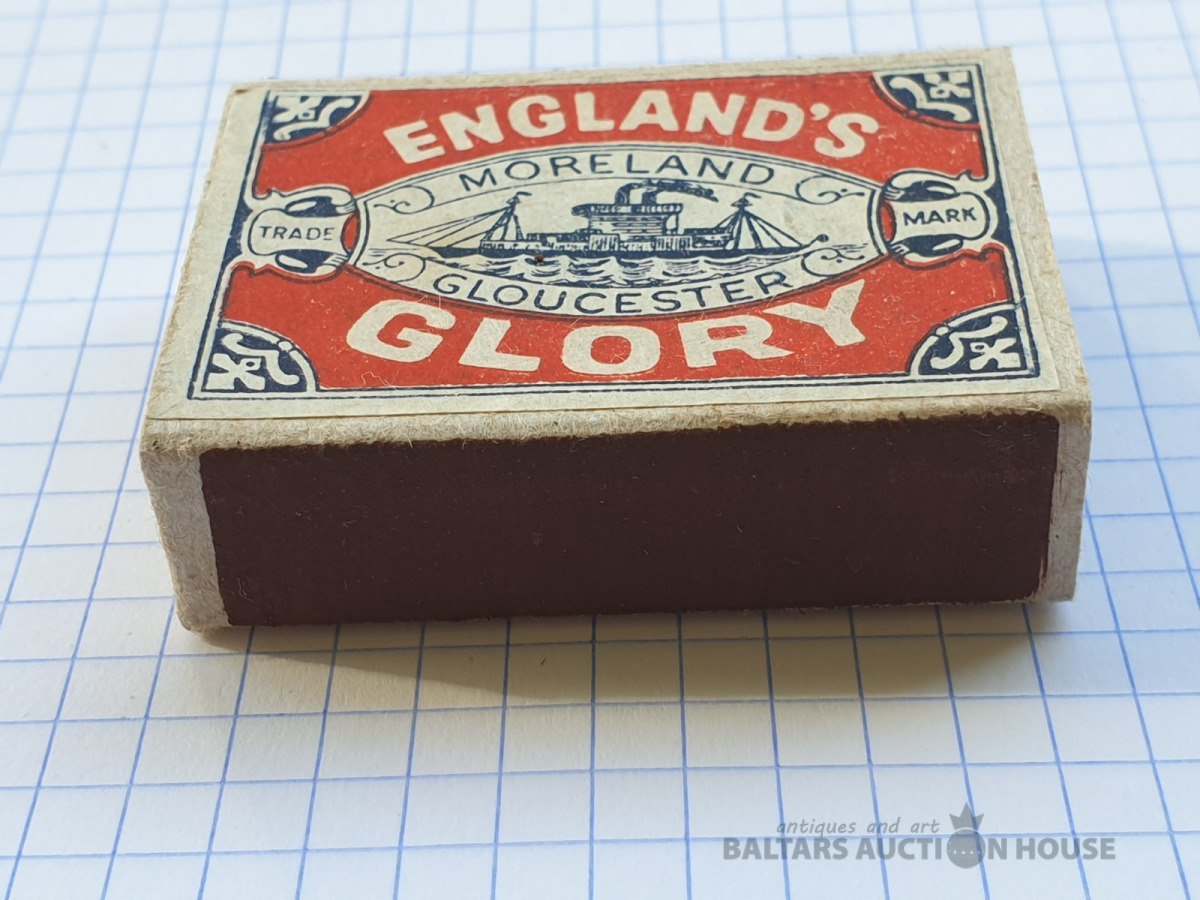 ENGLAND'S
MORELAND
TRADE MARK
GLOUCESTER
GLORY
antiques and art
BALTARS AUCTION HOUSE